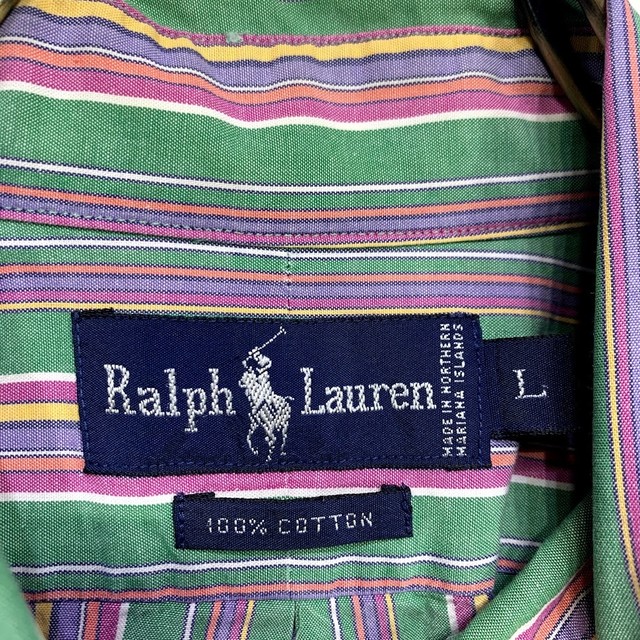 Ralph Lauren
MADE IN NORTHERN
MARIANA ISLANDS
L
100% COTTON